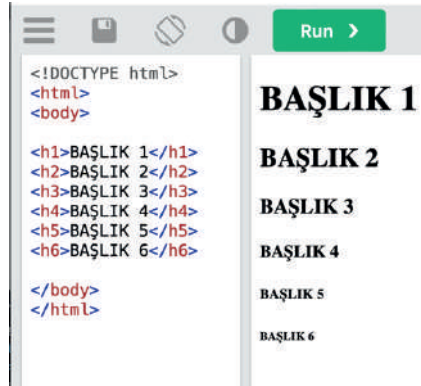 Run ❯
<!DOCTYPE html>
<html>
<body>
<h1>BAŞLIK 1</h1>
<h2>BAŞLIK 2</h2>
<h3>BAŞLIK 3</h3>
<h4>BAŞLIK 4</h4>
<h5>BAŞLIK 5</h5>
<h6>BAŞLIK 6</h6>
</body>
</html>
BAŞLIK 1
BAŞLIK 2
BAŞLIK 3
BAŞLIK 4
BAŞLIK 5
BAŞLIK 6